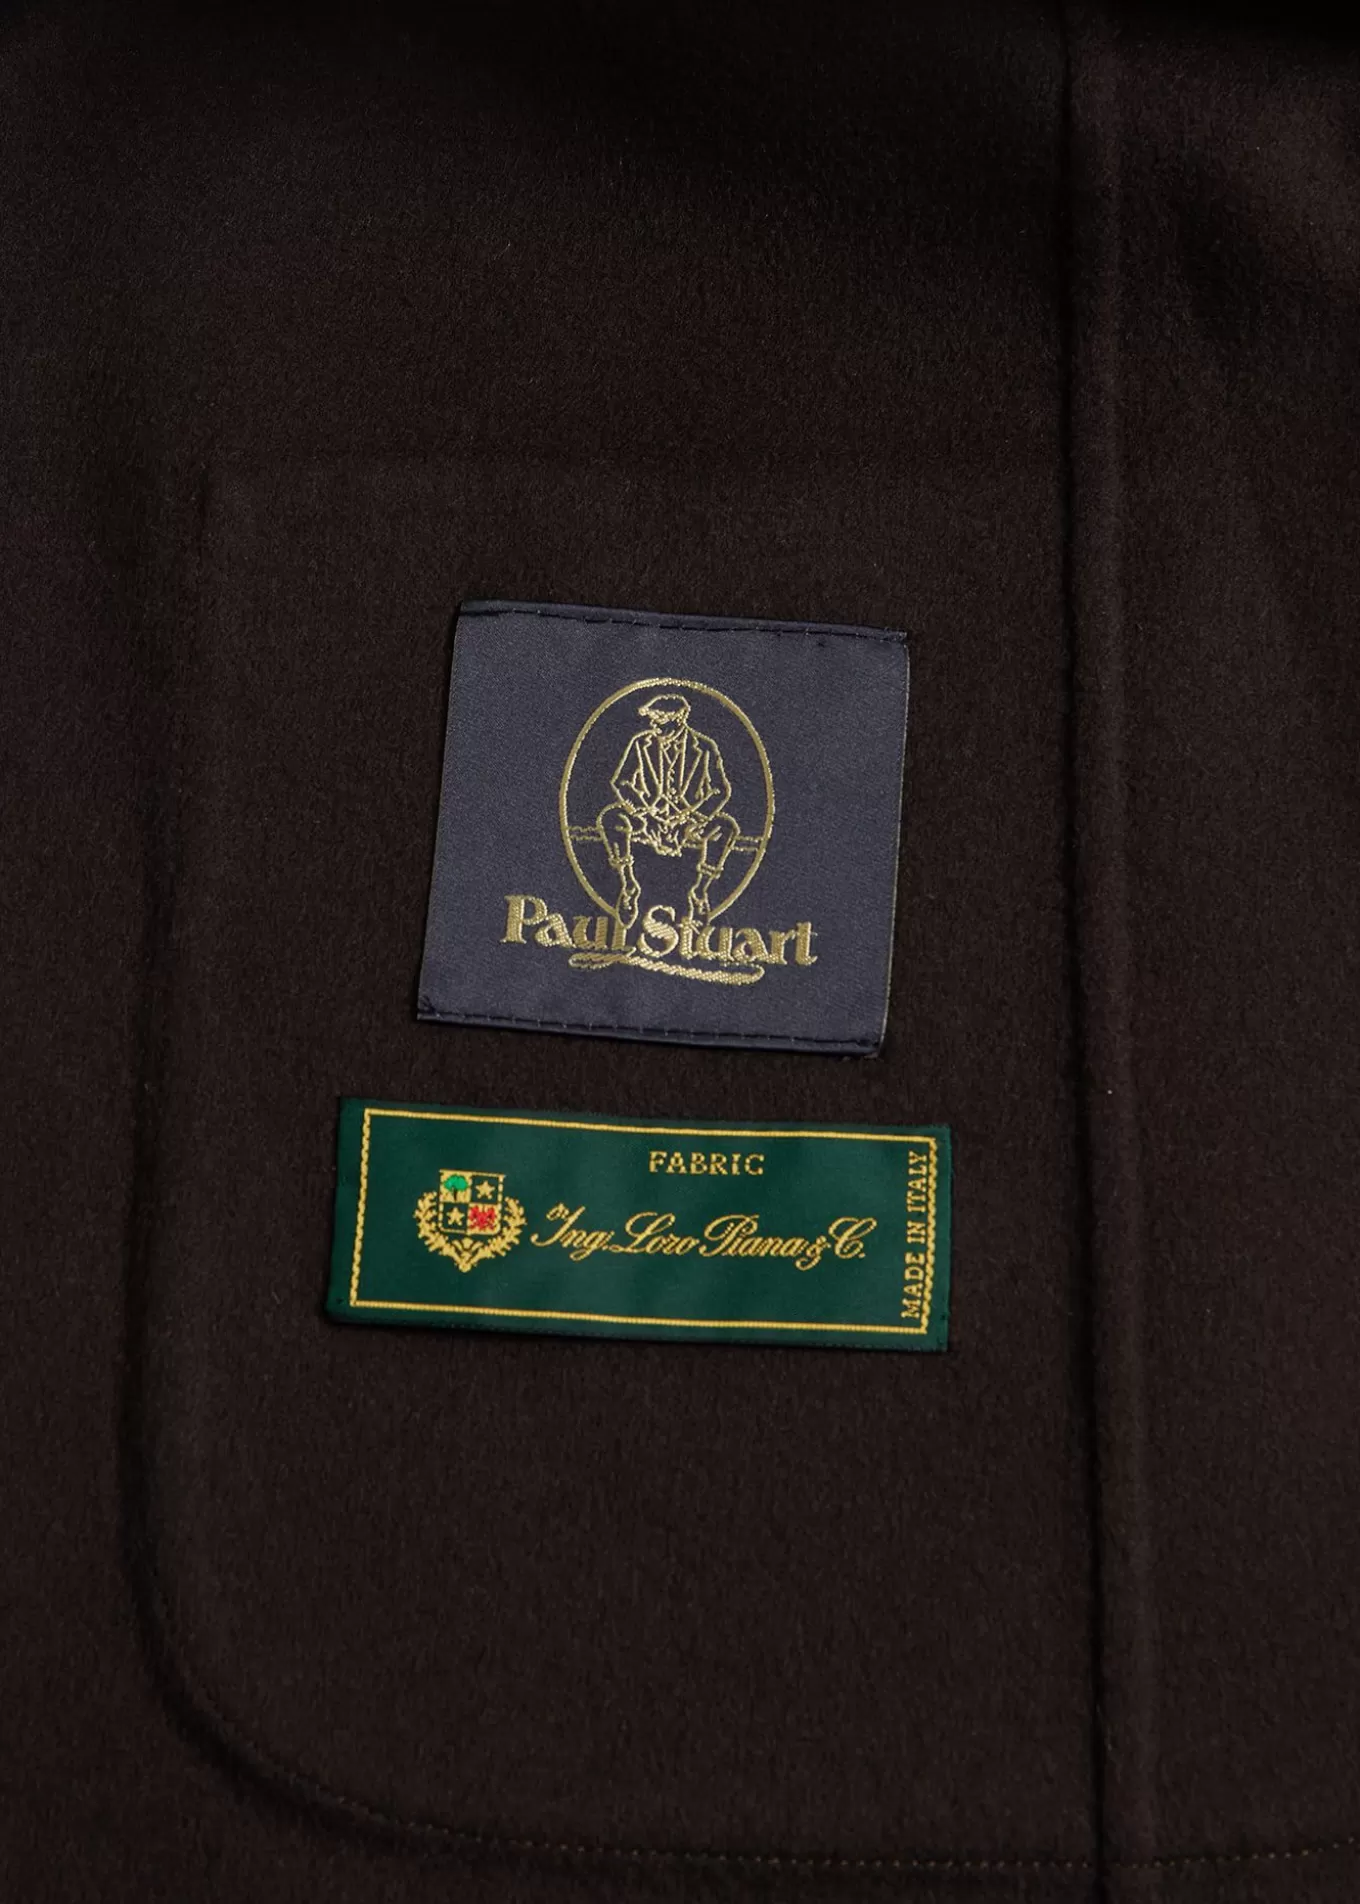 Paul Stuart
FABRIC
Ing. Loro Piana & C.
MADE IN ITALY